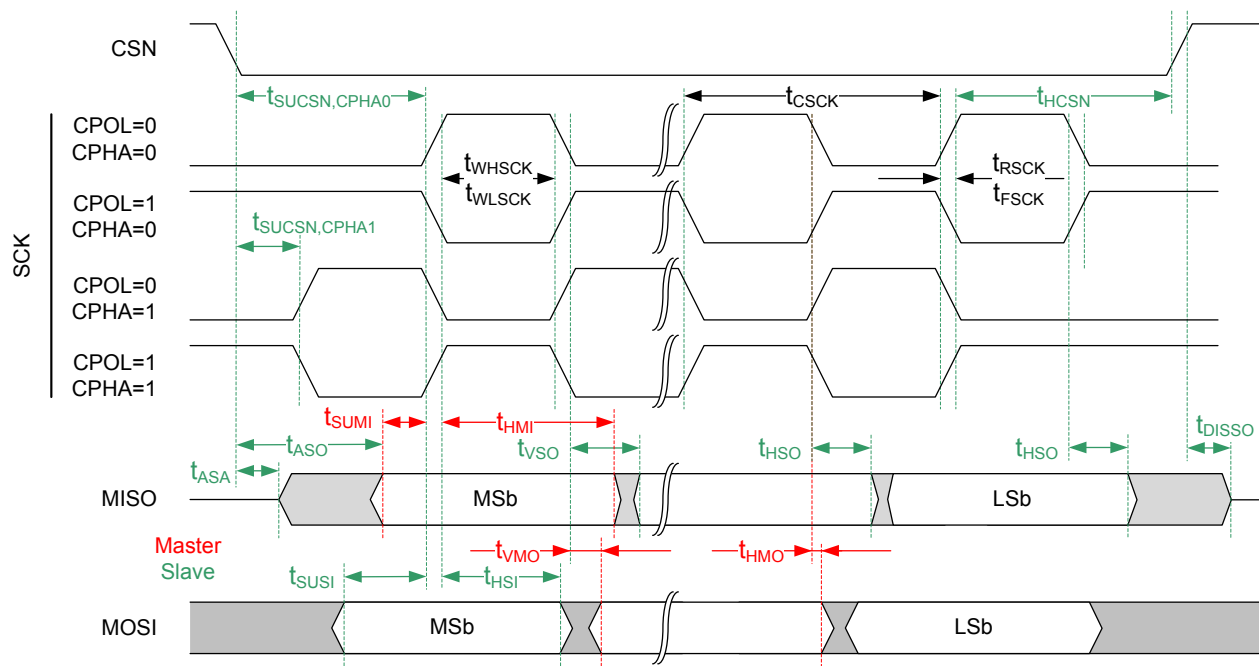 CSN
tSUCSN,CPHA0
tCSCK
tHCSN
SCK
CPOL=0
CPHA=0
tWHSCK
tWLSCK
tRSCK
tFSCK
CPOL=1
CPHA=0
tSUCSN,CPHA1
CPOL=0
CPHA=1
CPOL=1
CPHA=1
tSUMI
tHMI
tASO
tVSO
tHSO
tHSO
tDISSO
tASA
MISO
MSb
LSb
Master
Slave
tVMO
tHMO
tSUSI
tHSI
MOSI
MSb
LSb